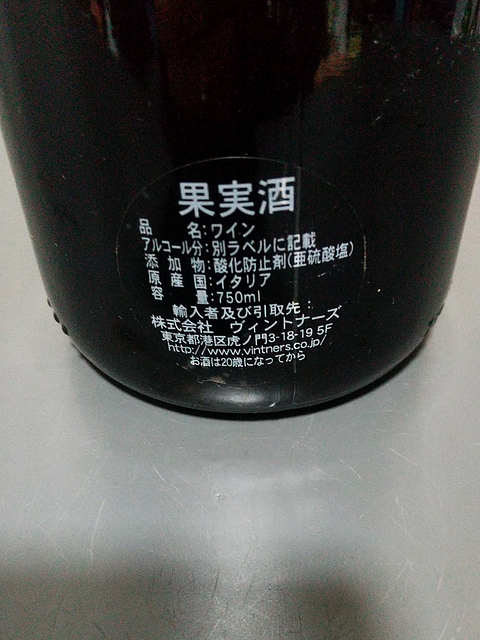 果実酒
品名:ワイン
アルコール分:別ラベルに記載
添加物:酸化防止剤(亜硫酸塩)
原産国:イタリア
容量:750ml
輸入者及び引取先:
株式会社 ヴィントナーズ
東京都港区虎ノ門3-18-19 5F
http://www.vintners.co.jp/
お酒は20歳になってから